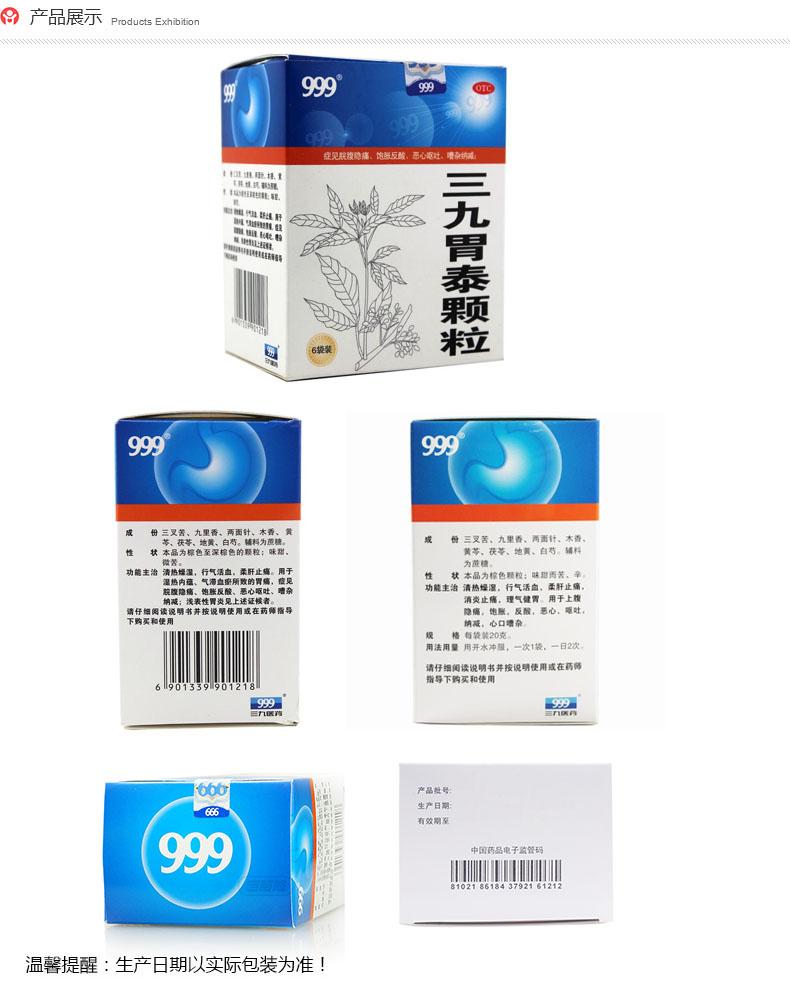 产品展示 Products Exhibition
999®
999
OTC
症见脘腹隐痛、饱胀反酸、恶心呕吐、嘈杂纳减;
三九胃泰颗粒
6袋装
999
6 901339 901218
999
999®
成 份 三叉苦、九里香、两面针、木香、黄
芩、茯苓、地黄、白芍。辅料为蔗糖。
性 状 本品为棕色至深棕色的颗粒；味甜、
微苦。
功能主治 清热燥湿，行气活血，柔肝止痛。用于
湿热内蕴、气滞血瘀所致的胃痛，症见
脘腹隐痛、饱胀反酸、恶心呕吐、嘈杂
纳减；浅表性胃炎见上述证候者。
请仔细阅读说明书并按说明使用或在药师指导
下购买和使用
6 901339 901218
999®
三九医药
999®
成 份 三叉苦、九里香、两面针、木香、
黄芩、茯苓、地黄、白芍。辅料
为蔗糖。
性 状 本品为棕色颗粒；味甜而苦、辛。
功能主治 清热燥湿，行气活血，柔肝止痛，
消炎止痛，理气健胃。用于上腹
隐痛，饱胀，反酸，恶心，呕吐，
纳减，心口嘈杂。
规 格 每袋装20克。
用法用量 用开水冲服，一次1袋，一日2次。
请仔细阅读说明书并按说明使用或在药师
指导下购买和使用
999®
三九医药
999
999
999
产品批号:
生产日期:
有效期至
中国药品电子监管码
81021 86184 37921 61212
温馨提醒：生产日期以实际包装为准！